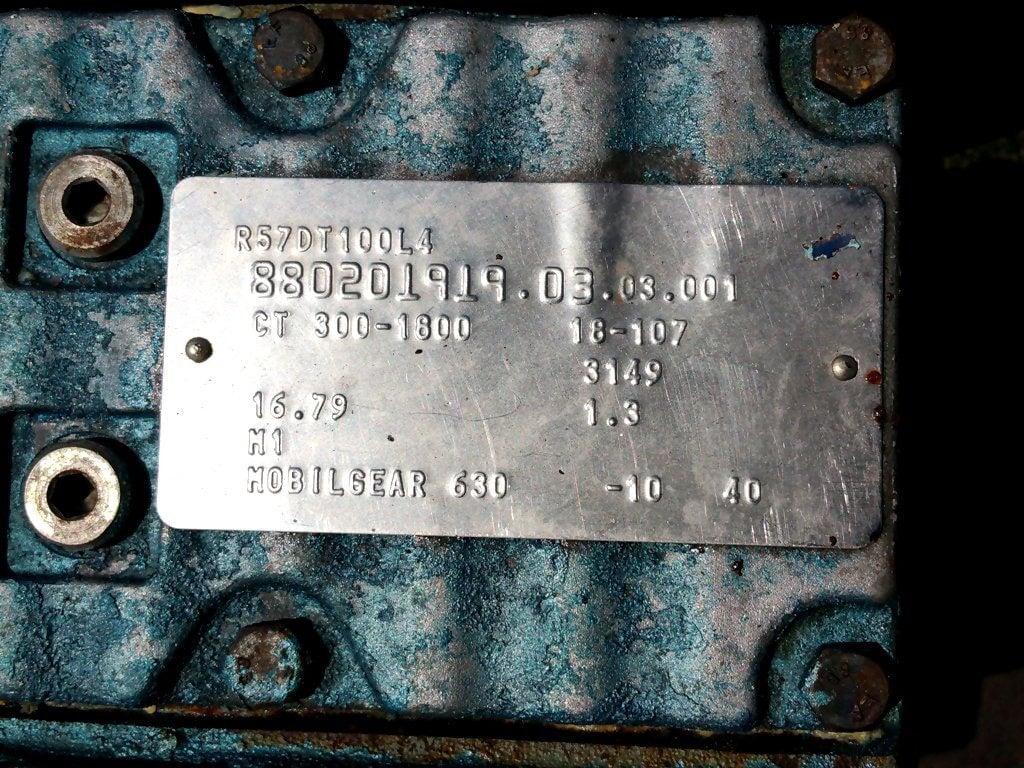 R57DT100L4
880201919.03.03.001
CT 300-1800 18-107
3149
16.79 1.3
M1
MOBILGEAR 630 -10 40